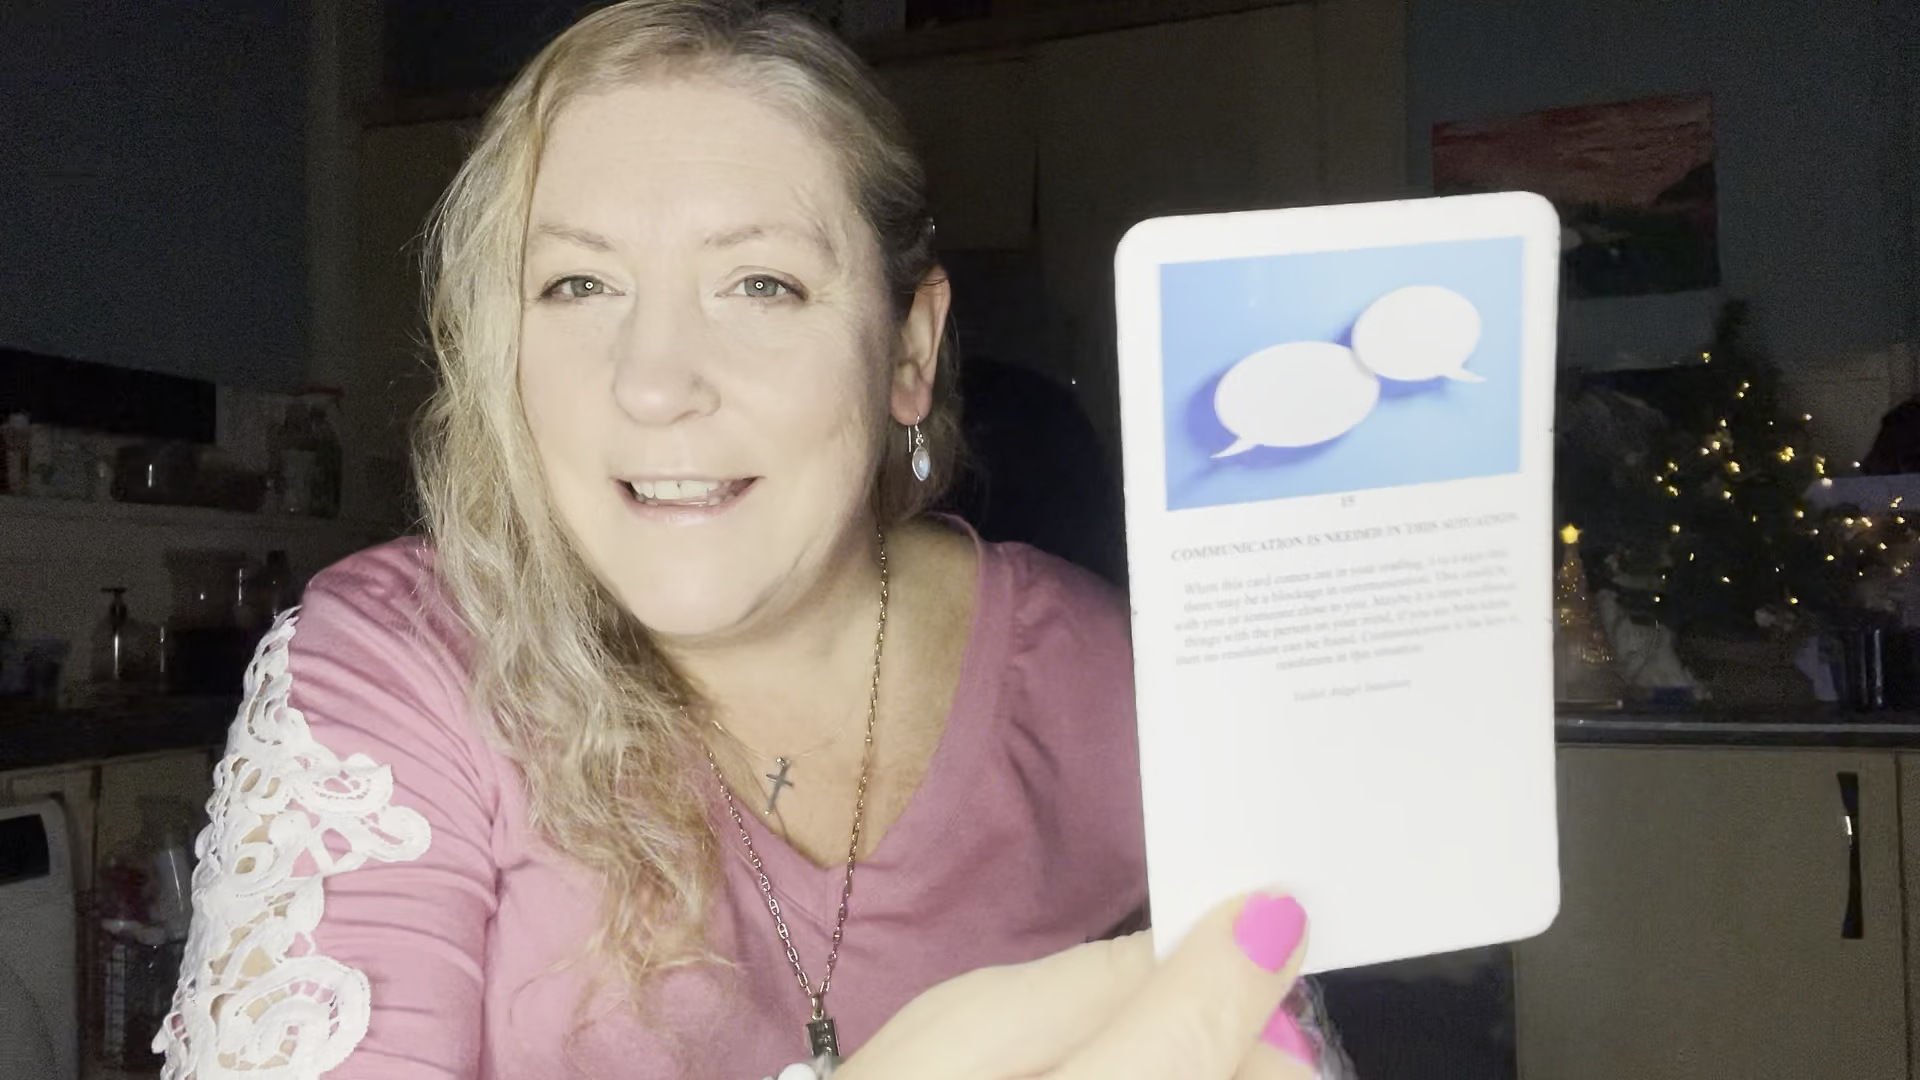 15
COMMUNICATION IS NEEDED IN THIS SITUATION
When this card comes out in your reading, it is a sign that
there may be a blockage in communication. This could be
with you or someone close to you. Maybe it is time to
things with the person on your mind, if you are both
then no resolution can be found. Communication is the key to
resolution in this situation.